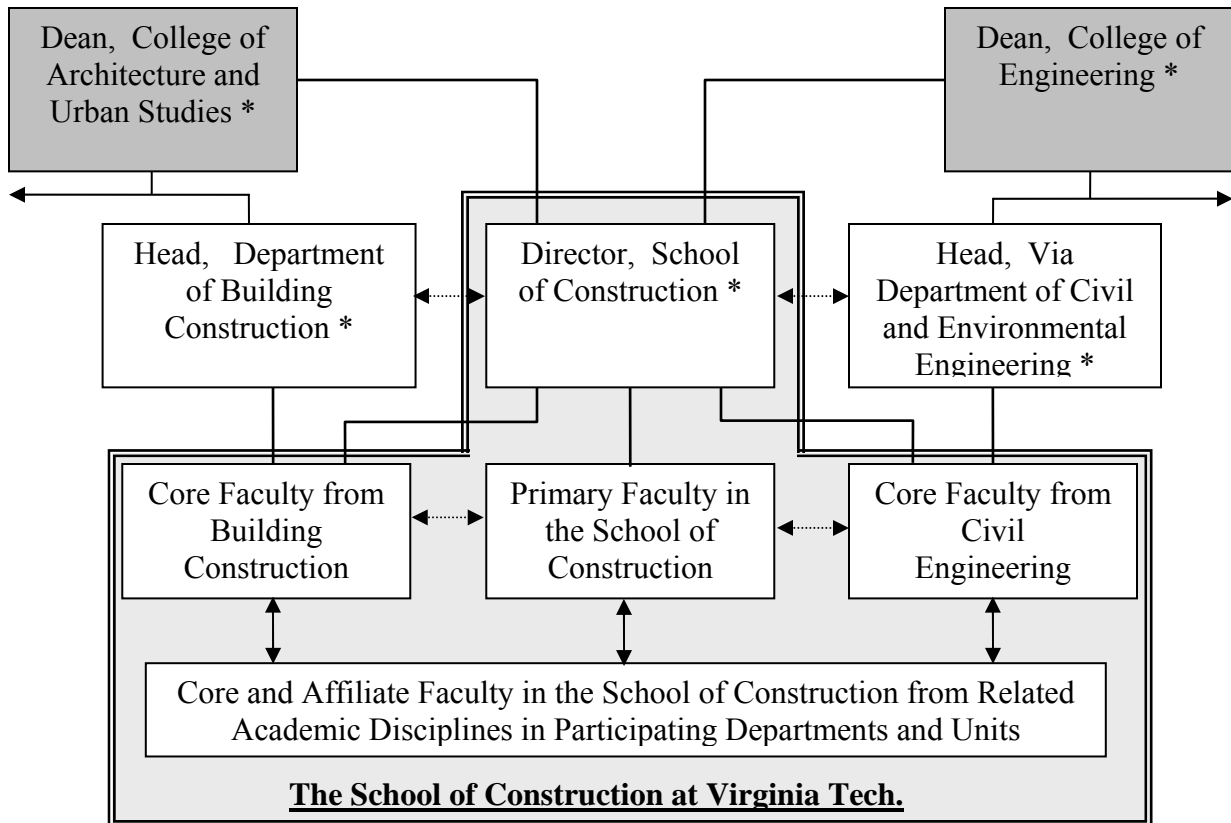 Dean, College of
Architecture and
Urban Studies *
Dean, College of
Engineering *
Head, Department
of Building
Construction *
Director, School
of Construction *
Head, Via
Department of Civil
and Environmental
Engineering *
Core Faculty from
Building
Construction
Primary Faculty in
the School of
Construction
Core Faculty from
Civil
Engineering
Core and Affiliate Faculty in the School of Construction from Related
Academic Disciplines in Participating Departments and Units
The School of Construction at Virginia Tech.